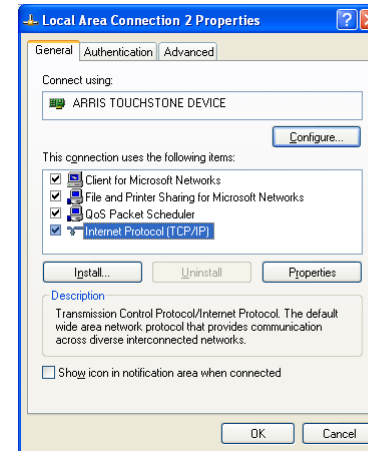 Local Area Connection 2 Properties
General Authentication Advanced
Connect using:
ARRIS TOUCHSTONE DEVICE
Configure...
This connection uses the following items:
Client for Microsoft Networks
File and Printer Sharing for Microsoft Networks
QoS Packet Scheduler
Internet Protocol (TCP/IP)
Install... Uninstall Properties
Description
Transmission Control Protocol/Internet Protocol. The default
wide area network protocol that provides communication
across diverse interconnected networks.
Show icon in notification area when connected
OK Cancel